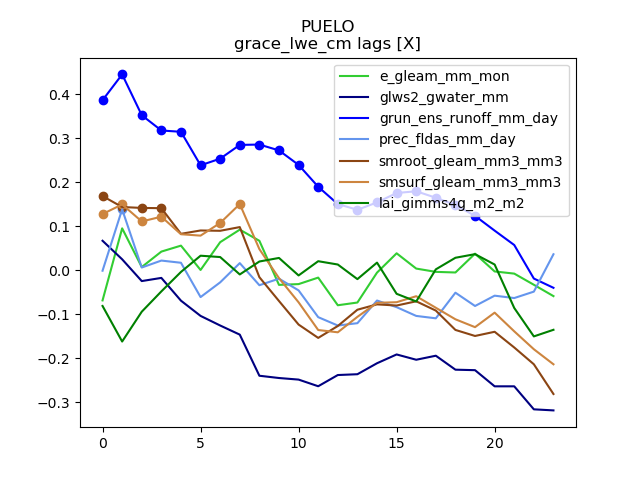 PUELO
grace_lwe_cm lags [X]
e_gleam_mm_mon
glws2_gwater_mm
grun_ens_runoff_mm_day
prec_fldas_mm_day
smroot_gleam_mm3_mm3
smsurf_gleam_mm3_mm3
lai_gimms4g_m2_m2
0.4
0.3
0.2
0.1
0.0
−0.1
−0.2
−0.3
0 5 10 15 20